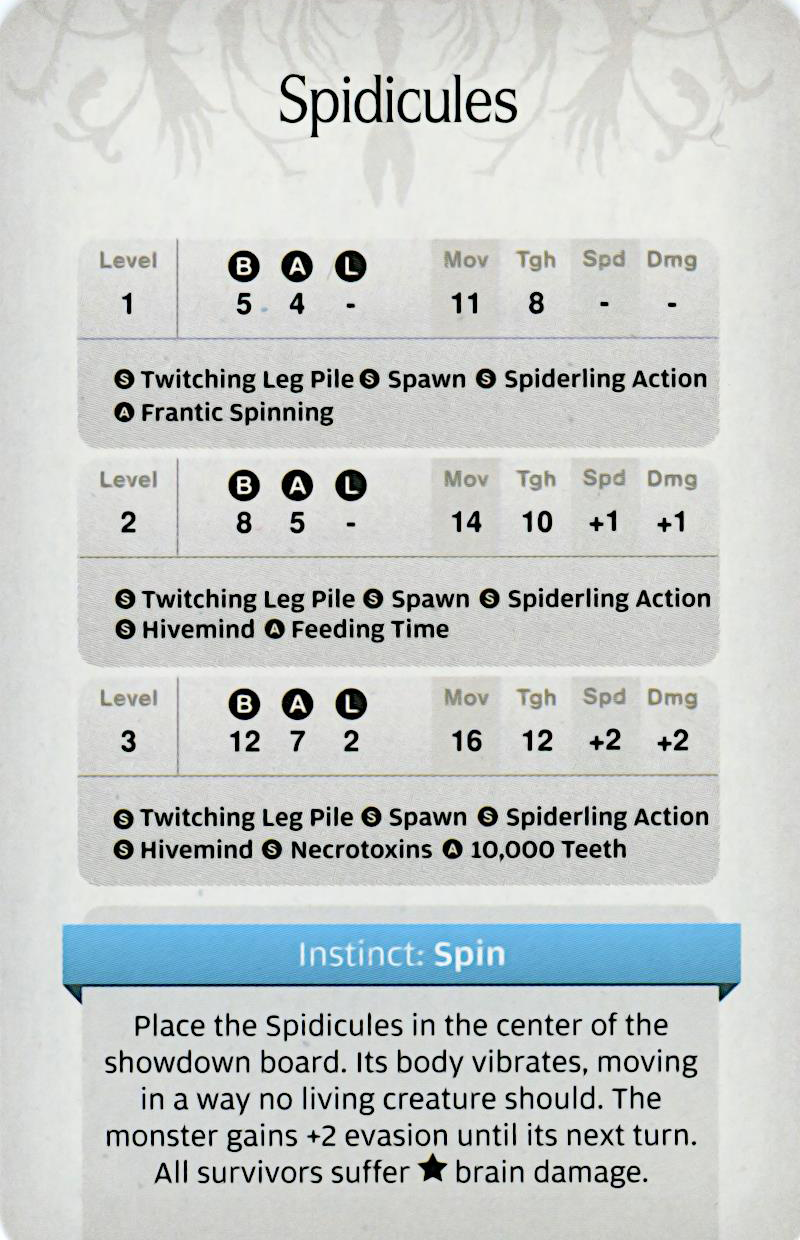 Spidicules
Level B A L Mov Tgh Spd Dmg
1 5 4 - 11 8 - -
S Twitching Leg Pile S Spawn S Spiderling Action
A Frantic Spinning
Level B A L Mov Tgh Spd Dmg
2 8 5 - 14 10 +1 +1
S Twitching Leg Pile S Spawn S Spiderling Action
S Hivemind A Feeding Time
Level B A L Mov Tgh Spd Dmg
3 12 7 2 16 12 +2 +2
S Twitching Leg Pile S Spawn S Spiderling Action
S Hivemind S Necrotoxins A 10,000 Teeth
Instinct: Spin
Place the Spidicules in the center of the
showdown board. Its body vibrates, moving
in a way no living creature should. The
monster gains +2 evasion until its next turn.
All survivors suffer ★ brain damage.